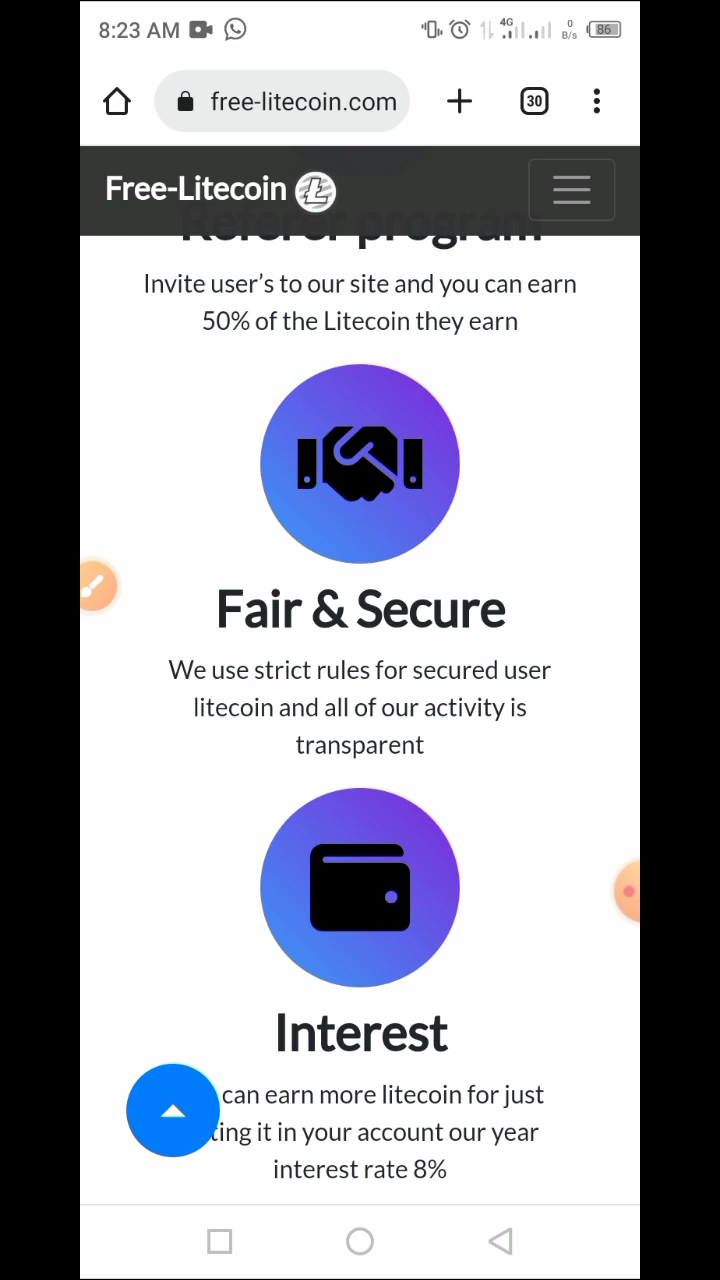 8:23 AM 4G 0 B/s 86
free-litecoin.com 30
Free-Litecoin
Referer program
Invite user’s to our site and you can earn
50% of the Litecoin they earn
Fair & Secure
We use strict rules for secured user
litecoin and all of our activity is
transparent
Interest
can earn more litecoin for just
it in your account our year
interest rate 8%